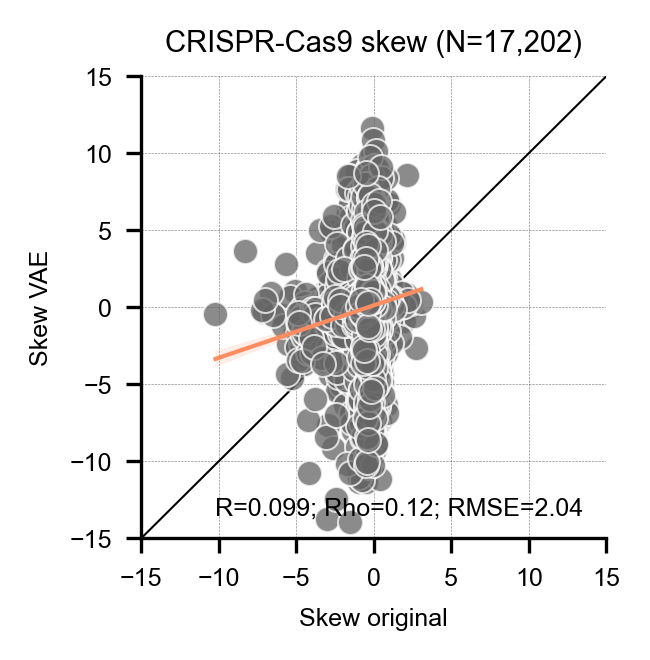 CRISPR-Cas9 skew (N=17,202)
Skew VAE
15
10
5
0
−5
−10
−15
R=0.099; Rho=0.12; RMSE=2.04
−15 −10 −5 0 5 10 15
Skew original